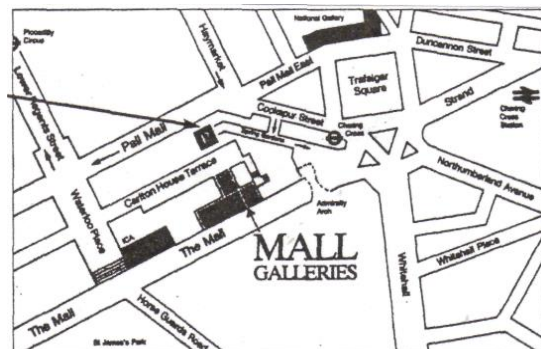 National Gallery
Piccadilly
Circus
Haymarket
Pall Mall East
Duncannon Street
Trafalgar
Square
Lower Regents Street
Cockspur Street
Strand
Charing
Cross
Station
Charing
Cross
Pall Mall
P
Spring Gardens
Carlton House Terrace
Northumberland Avenue
Admiralty
Arch
Waterloo Place
ICA
The Mall
MALL
GALLERIES
Whitehall
Whitehall Place
The Mall
Horse Guards Road
St James's Park